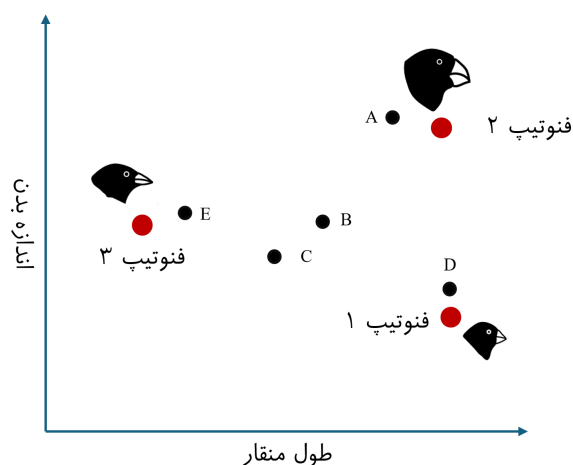 A
فنوتیپ ۲
E
B
فنوتیپ ۳
C
D
فنوتیپ ۱
اندازه بدن
طول منقار